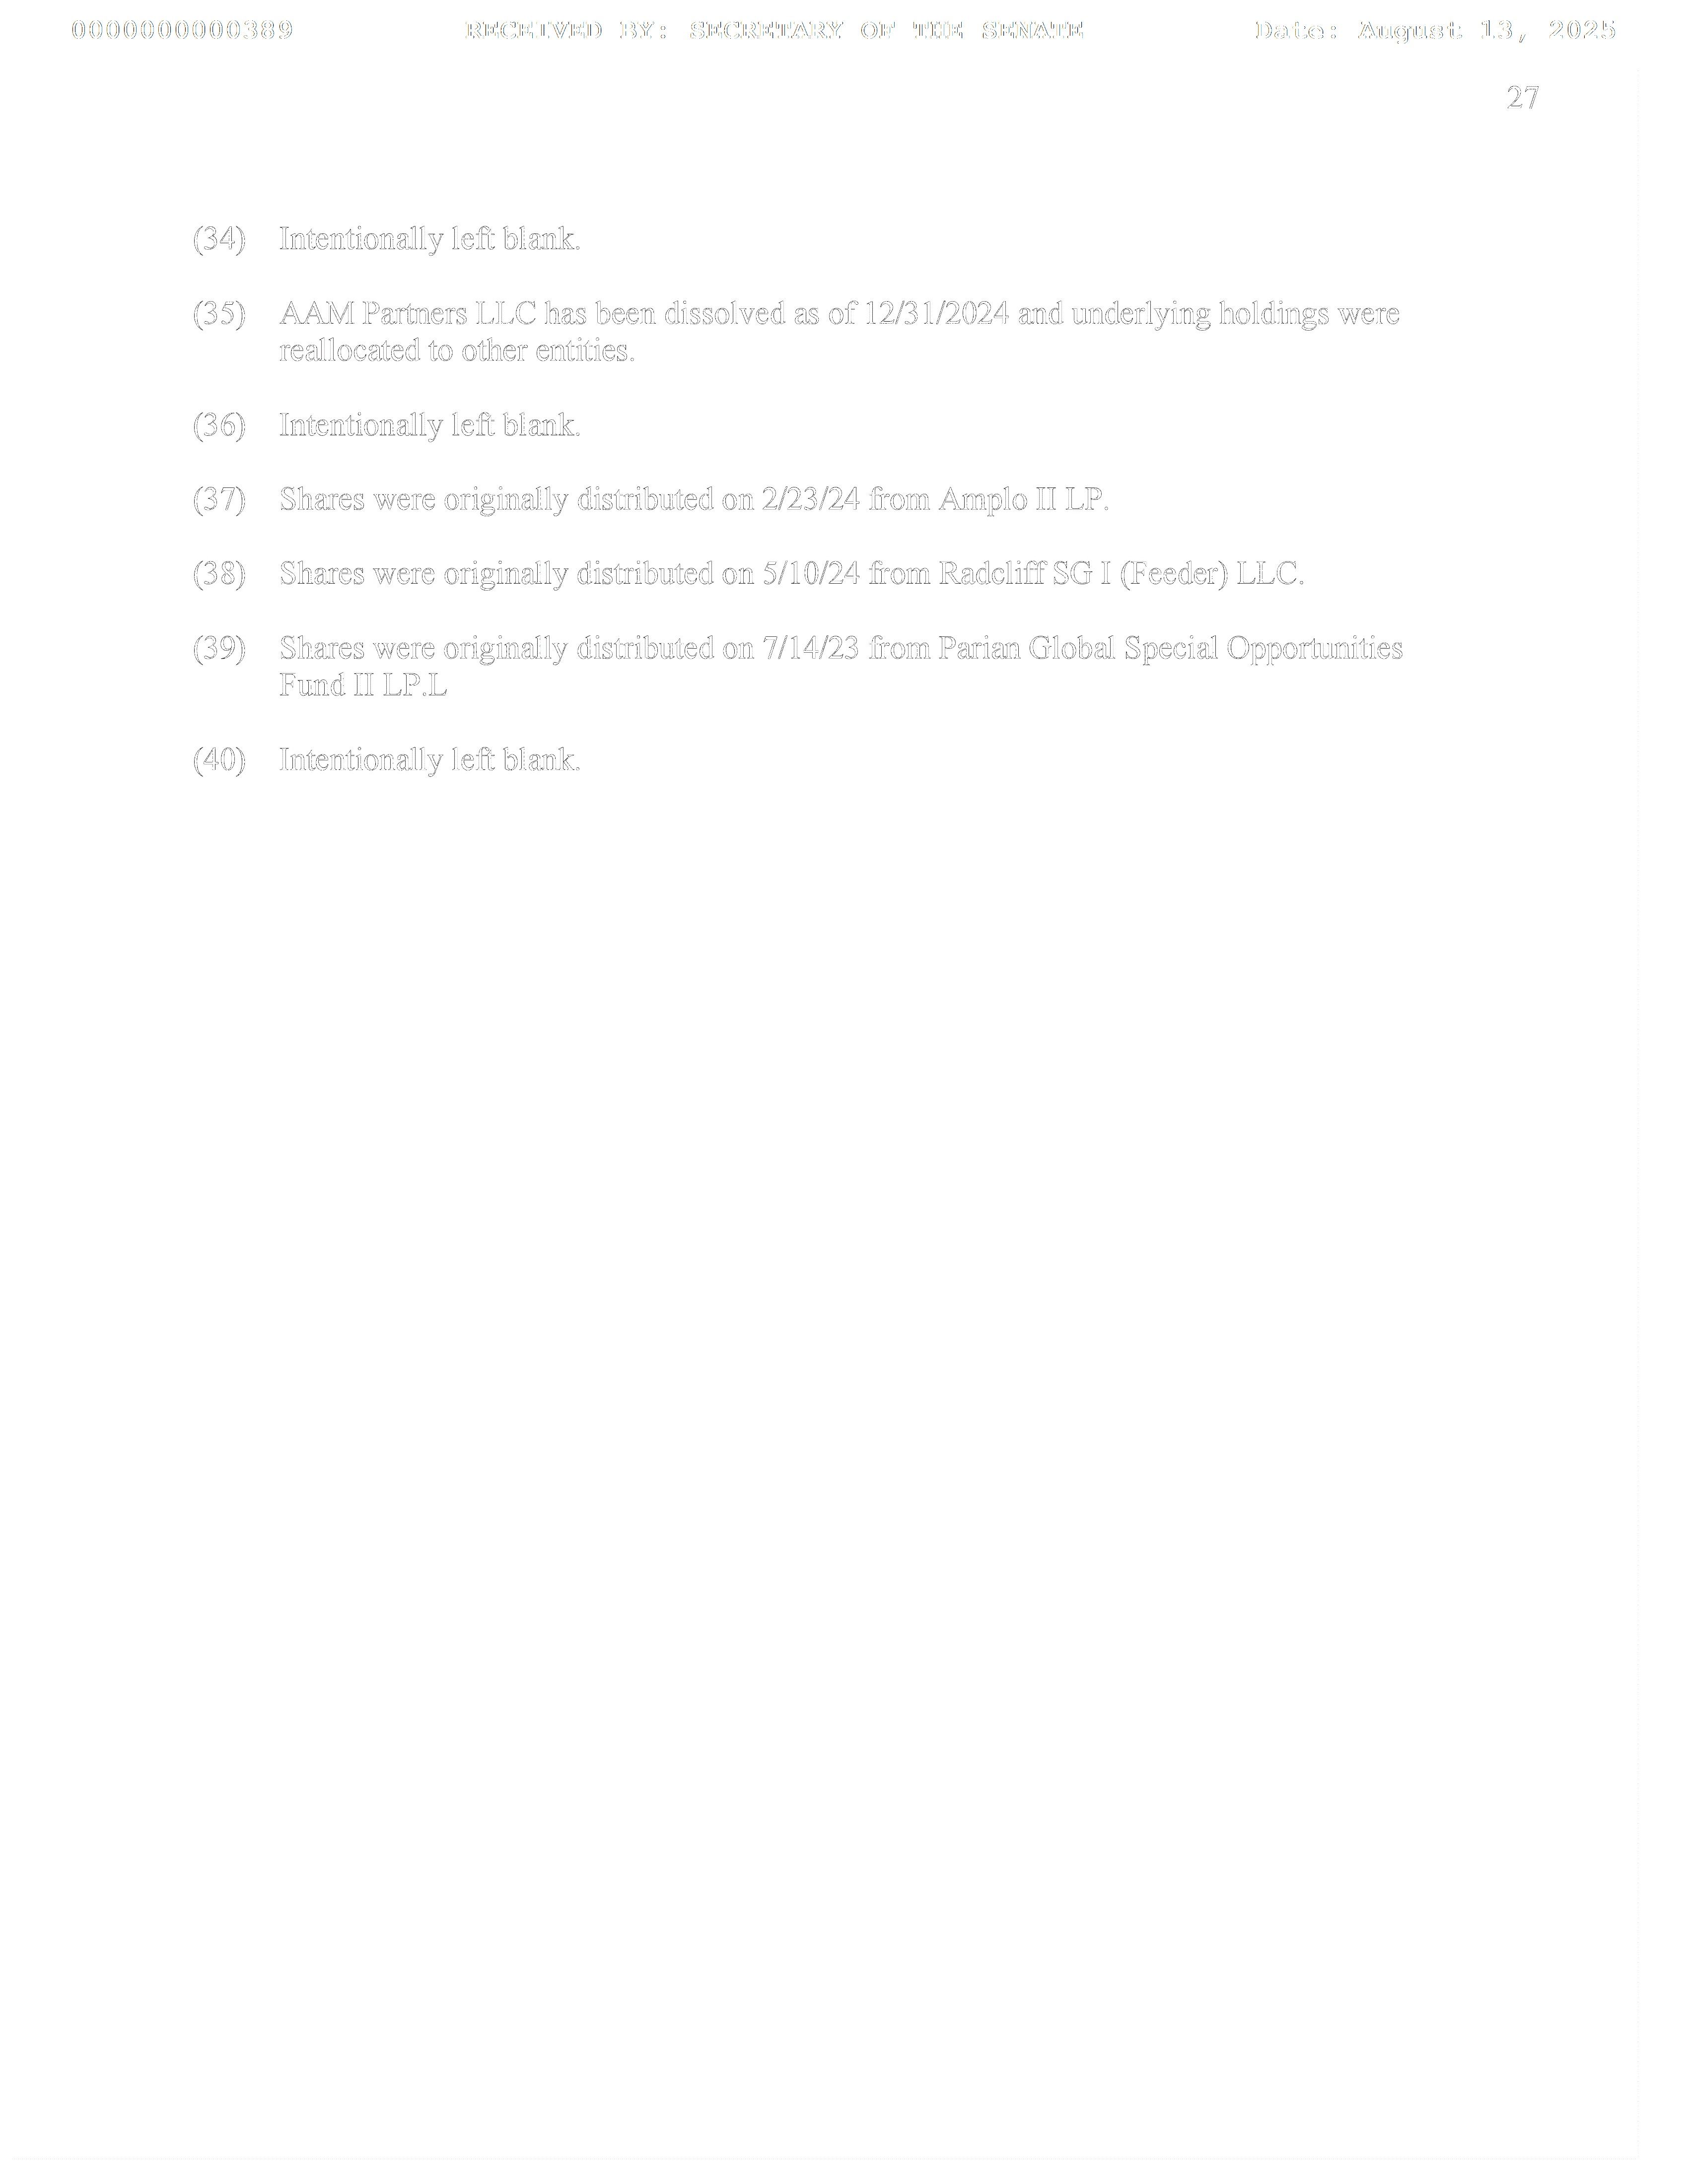 0000000000389 RECEIVED BY: SECRETARY OF THE SENATE Date: August 13, 2025
27
(34) Intentionally left blank.
(35) AAM Partners LLC has been dissolved as of 12/31/2024 and underlying holdings were
reallocated to other entities.
(36) Intentionally left blank.
(37) Shares were originally distributed on 2/23/24 from Amplo II LP.
(38) Shares were originally distributed on 5/10/24 from Radcliff SG I (Feeder) LLC.
(39) Shares were originally distributed on 7/14/23 from Parian Global Special Opportunities
Fund II LP.L
(40) Intentionally left blank.